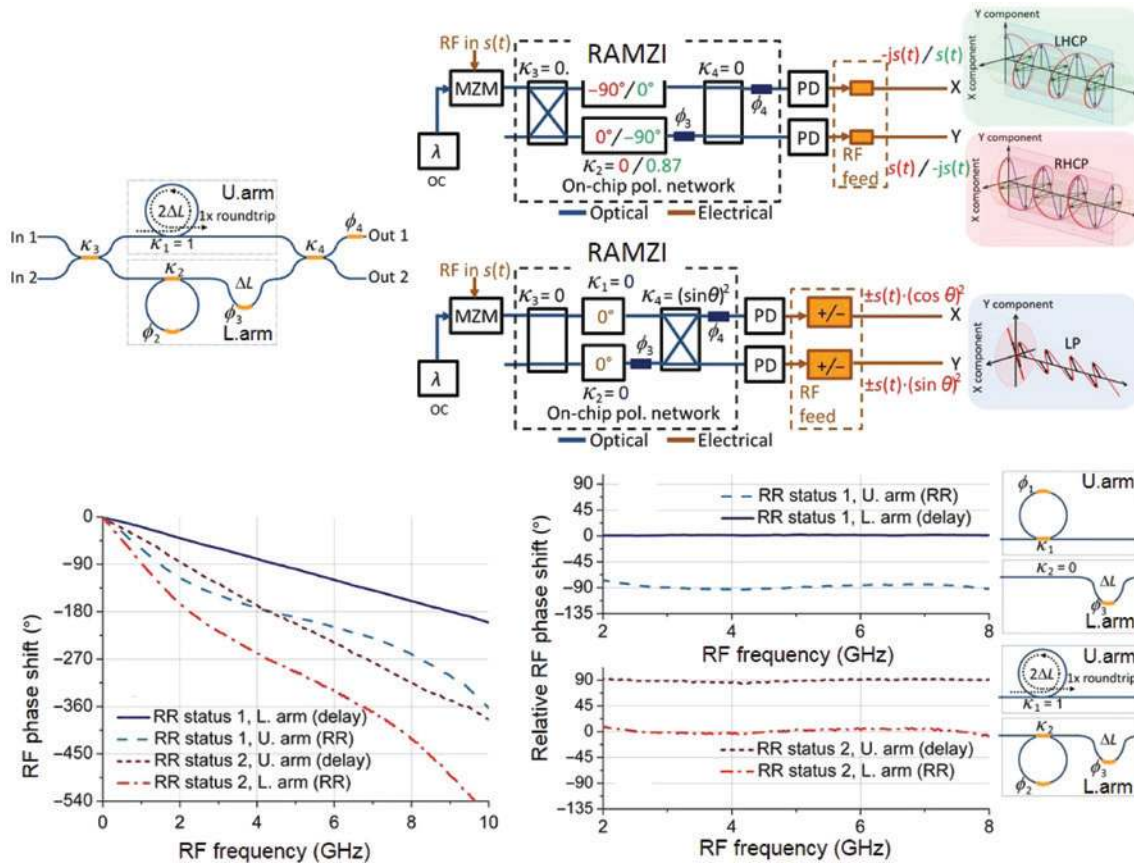 U.arm
2ΔL
1x roundtrip
κ₁ = 1
In 1
κ₃
κ₄
ϕ₄
Out 1
In 2
κ₂
ΔL
Out 2
ϕ₂
ϕ₃
L.arm
RF in s(t)
MZM
λ
OC
RAMZI
κ₃ = 0.
κ₄ = 0
−90°/0°
ϕ₃
ϕ₄
0°/−90°
κ₂ = 0 / 0.87
On-chip pol. network
PD
PD
-js(t) / s(t)
X
Y
RF
feed
s(t) / -js(t)
Optical
Electrical
Y component
LHCP
X component
Y component
RHCP
X component
RF in s(t)
MZM
λ
OC
RAMZI
κ₁ = 0
κ₃ = 0
κ₄ = (sinθ)²
0°
ϕ₄
ϕ₃
0°
κ₂ = 0
On-chip pol. network
PD
PD
+/−
+/−
RF
feed
±s(t)·(cos θ)²
X
Y
±s(t)·(sin θ)²
Optical
Electrical
Y component
LP
X component
RF phase shift (°)
0
−90
−180
−270
−360
−450
−540
RR status 1, L. arm (delay)
RR status 1, U. arm (RR)
RR status 2, U. arm (delay)
RR status 2, L. arm (RR)
0 2 4 6 8 10
RF frequency (GHz)
Relative RF phase shift (°)
90
45
0
−45
−90
−135
RR status 1, U. arm (RR)
RR status 1, L. arm (delay)
2 4 6 8
RF frequency (GHz)
90
45
0
−45
−90
−135
RR status 2, U. arm (delay)
RR status 2, L. arm (RR)
2 4 6 8
RF frequency (GHz)
U.arm
ϕ₁
κ₁
κ₂ = 0
ΔL
ϕ₃
L.arm
U.arm
2ΔL
1x roundtrip
κ₁ = 1
κ₂
ΔL
ϕ₂
ϕ₃
L.arm